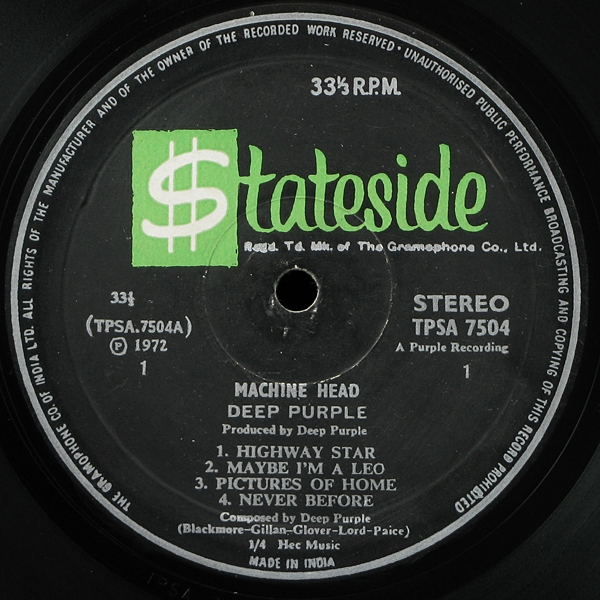 THE GRAMOPHONE CO. OF INDIA LTD. ALL RIGHTS OF THE MANUFACTURER AND OF THE OWNER OF THE RECORDED WORK RESERVED • UNAUTHORISED PUBLIC PERFORMANCE BROADCASTING AND COPYING OF THIS RECORD PROHIBITED
33⅓ R.P.M.
$tateside
Regd. Td. Mk. of The Gramophone Co., Ltd.
33⅓
STEREO
(TPSA.7504A)
TPSA 7504
Ⓟ 1972
A Purple Recording
1
1
MACHINE HEAD
DEEP PURPLE
Produced by Deep Purple
1. HIGHWAY STAR
2. MAYBE I'M A LEO
3. PICTURES OF HOME
4. NEVER BEFORE
Composed by Deep Purple
(Blackmore-Gillan-Glover-Lord-Paice)
1/4 Hec Music
MADE IN INDIA